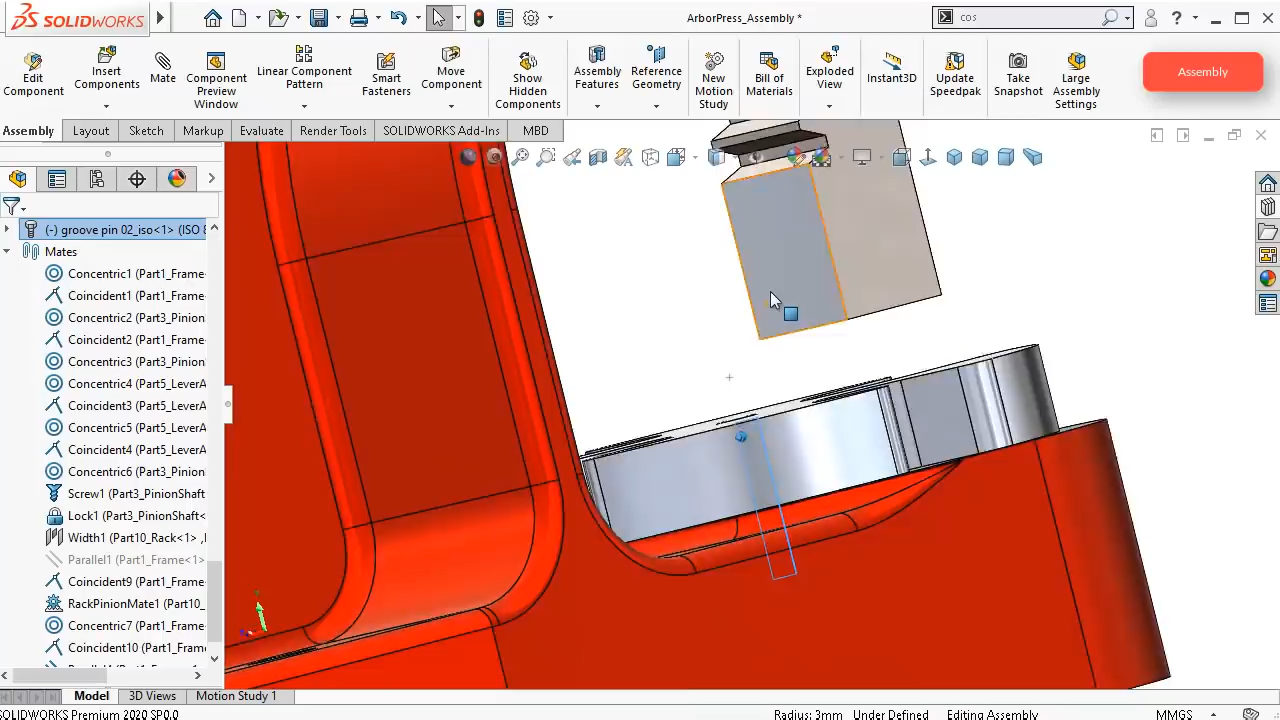 SOLIDWORKS
ArborPress_Assembly *
cos
Edit Component
Insert Components
Mate
Component Preview Window
Linear Component Pattern
Smart Fasteners
Move Component
Show Hidden Components
Assembly Features
Reference Geometry
New Motion Study
Bill of Materials
Exploded View
Instant3D
Update Speedpak
Take Snapshot
Large Assembly Settings
Assembly
Assembly
Layout
Sketch
Markup
Evaluate
Render Tools
SOLIDWORKS Add-Ins
MBD
(-) groove pin 02_iso<1> (ISO 8
Mates
Concentric1 (Part1_Frame
Coincident1 (Part1_Frame
Concentric2 (Part3_Pinion
Coincident2 (Part1_Frame
Concentric3 (Part3_Pinion
Concentric4 (Part5_LeverA
Coincident3 (Part5_LeverA
Concentric5 (Part5_LeverA
Coincident4 (Part5_LeverA
Concentric6 (Part3_Pinion
Screw1 (Part3_PinionShaft
Lock1 (Part3_PinionShaft<
Width1 (Part10_Rack<1> ,
Parallel1 (Part1_Frame<1>
Coincident9 (Part1_Frame
RackPinionMate1 (Part10_
Concentric7 (Part1_Frame
Coincident10 (Part1_Fram
Model
3D Views
Motion Study 1
SOLIDWORKS Premium 2020 SP0.0
Radius: 3mm
Under Defined
Editing Assembly
MMGS